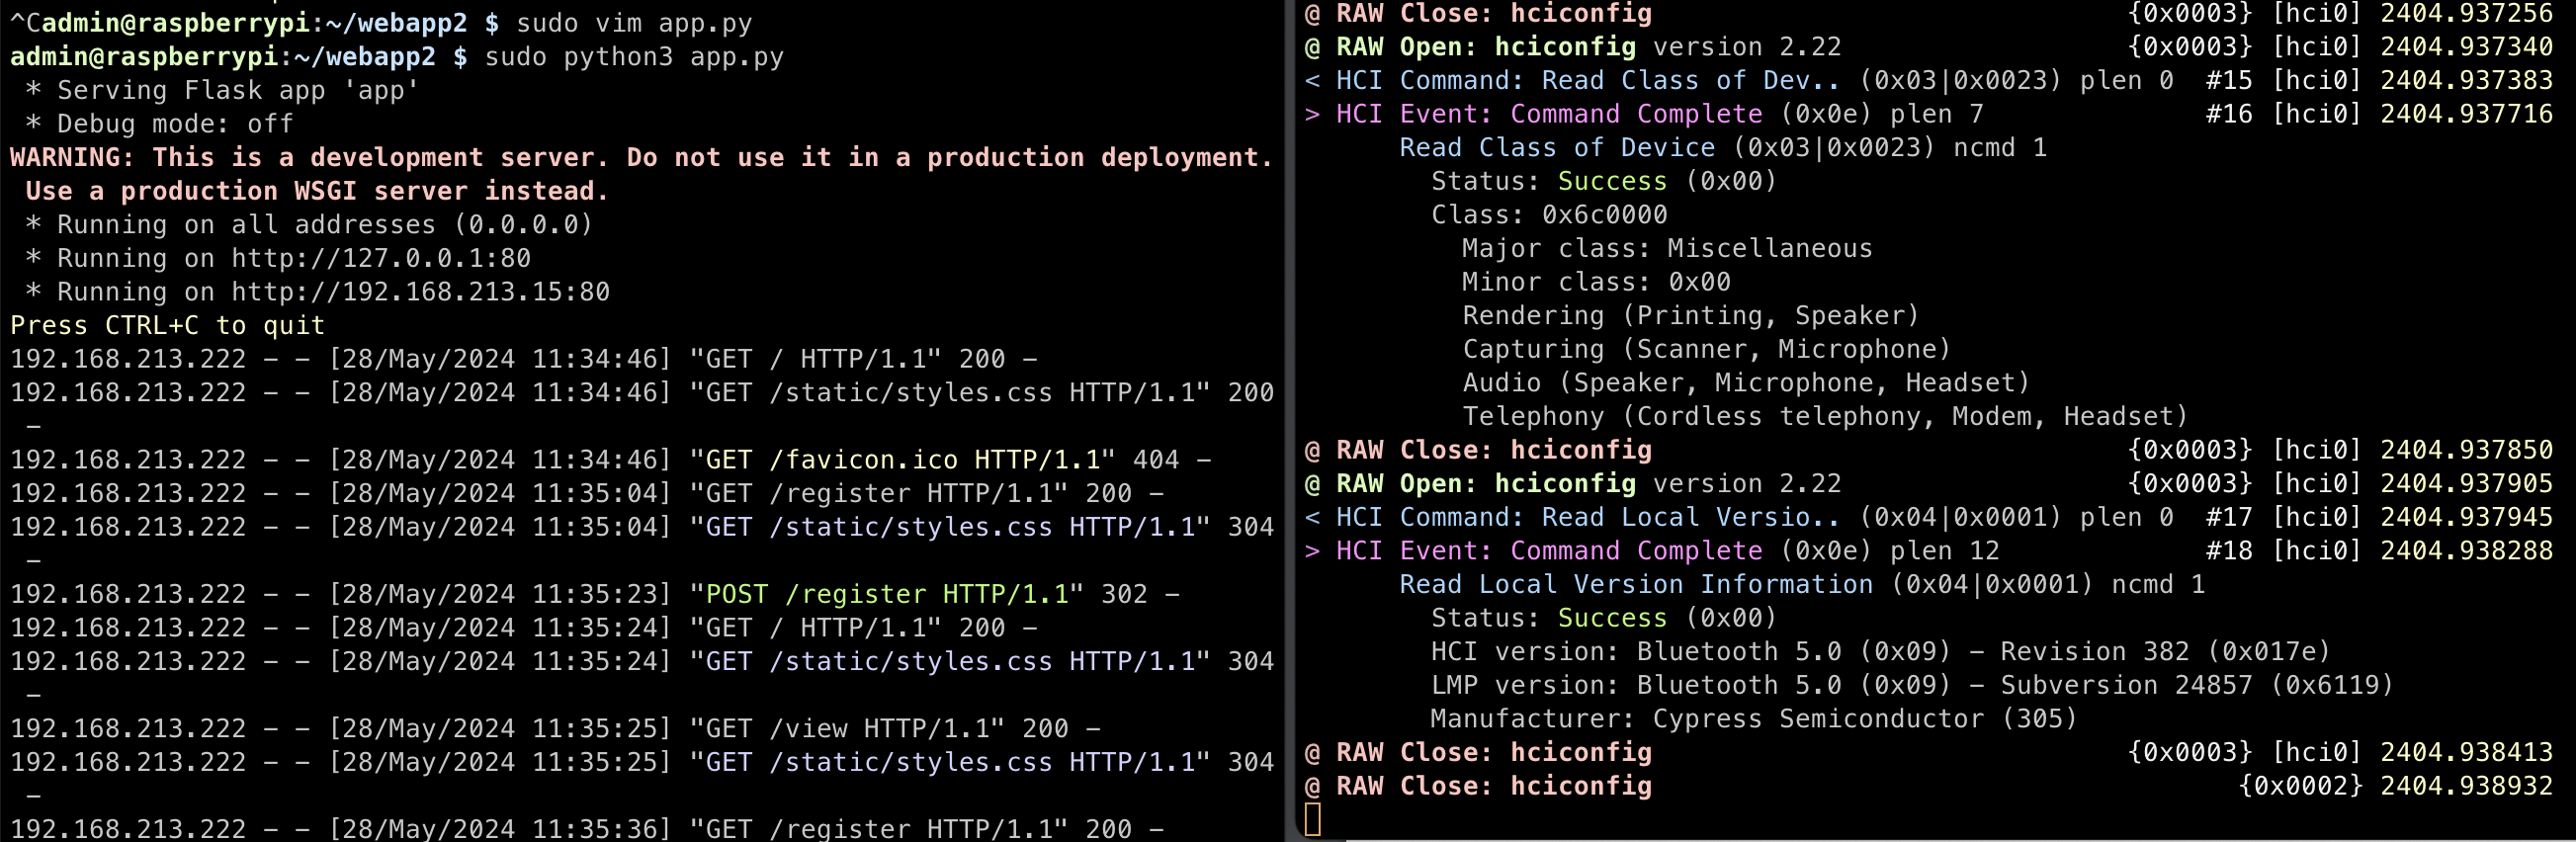 ^Cadmin@raspberrypi:~/webapp2 $ sudo vim app.py
admin@raspberrypi:~/webapp2 $ sudo python3 app.py
 * Serving Flask app 'app'
 * Debug mode: off
WARNING: This is a development server. Do not use it in a production deployment.
 Use a production WSGI server instead.
 * Running on all addresses (0.0.0.0)
 * Running on http://127.0.0.1:80
 * Running on http://192.168.213.15:80
Press CTRL+C to quit
192.168.213.222 - - [28/May/2024 11:34:46] "GET / HTTP/1.1" 200 -
192.168.213.222 - - [28/May/2024 11:34:46] "GET /static/styles.css HTTP/1.1" 200
 -
192.168.213.222 - - [28/May/2024 11:34:46] "GET /favicon.ico HTTP/1.1" 404 -
192.168.213.222 - - [28/May/2024 11:35:04] "GET /register HTTP/1.1" 200 -
192.168.213.222 - - [28/May/2024 11:35:04] "GET /static/styles.css HTTP/1.1" 304
 -
192.168.213.222 - - [28/May/2024 11:35:23] "POST /register HTTP/1.1" 302 -
192.168.213.222 - - [28/May/2024 11:35:24] "GET / HTTP/1.1" 200 -
192.168.213.222 - - [28/May/2024 11:35:24] "GET /static/styles.css HTTP/1.1" 304
 -
192.168.213.222 - - [28/May/2024 11:35:25] "GET /view HTTP/1.1" 200 -
192.168.213.222 - - [28/May/2024 11:35:25] "GET /static/styles.css HTTP/1.1" 304
 -
192.168.213.222 - - [28/May/2024 11:35:36] "GET /register HTTP/1.1" 200 -
@ RAW Close: hciconfig {0x0003} [hci0] 2404.937256
@ RAW Open: hciconfig version 2.22 {0x0003} [hci0] 2404.937340
< HCI Command: Read Class of Dev.. (0x03|0x0023) plen 0 #15 [hci0] 2404.937383
> HCI Event: Command Complete (0x0e) plen 7 #16 [hci0] 2404.937716
      Read Class of Device (0x03|0x0023) ncmd 1
        Status: Success (0x00)
        Class: 0x6c0000
          Major class: Miscellaneous
          Minor class: 0x00
          Rendering (Printing, Speaker)
          Capturing (Scanner, Microphone)
          Audio (Speaker, Microphone, Headset)
          Telephony (Cordless telephony, Modem, Headset)
@ RAW Close: hciconfig {0x0003} [hci0] 2404.937850
@ RAW Open: hciconfig version 2.22 {0x0003} [hci0] 2404.937905
< HCI Command: Read Local Versio.. (0x04|0x0001) plen 0 #17 [hci0] 2404.937945
> HCI Event: Command Complete (0x0e) plen 12 #18 [hci0] 2404.938288
      Read Local Version Information (0x04|0x0001) ncmd 1
        Status: Success (0x00)
        HCI version: Bluetooth 5.0 (0x09) - Revision 382 (0x017e)
        LMP version: Bluetooth 5.0 (0x09) - Subversion 24857 (0x6119)
        Manufacturer: Cypress Semiconductor (305)
@ RAW Close: hciconfig {0x0003} [hci0] 2404.938413
@ RAW Close: hciconfig {0x0002} 2404.938932